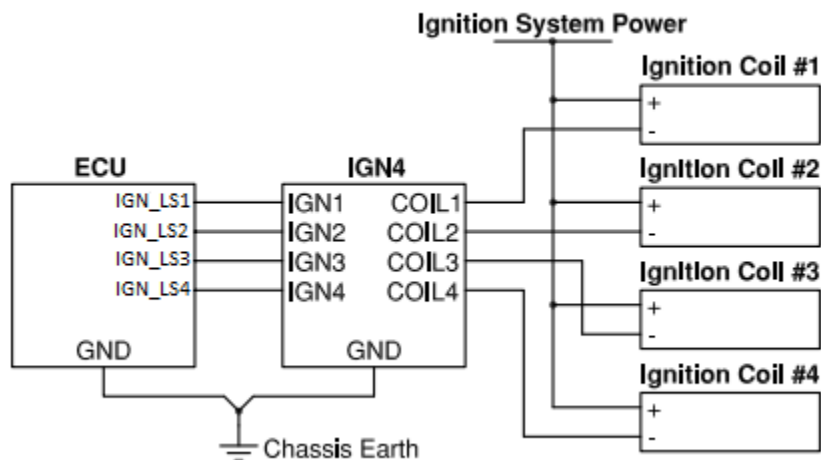 Ignition System Power
Ignition Coil #1
+
-
ECU
IGN4
IGN_LS1
IGN1
COIL1
IGN_LS2
IGN2
COIL2
IGN_LS3
IGN3
COIL3
IGN_LS4
IGN4
COIL4
GND
GND
Ignition Coil #2
+
-
Ignition Coil #3
+
-
Ignition Coil #4
+
-
Chassis Earth